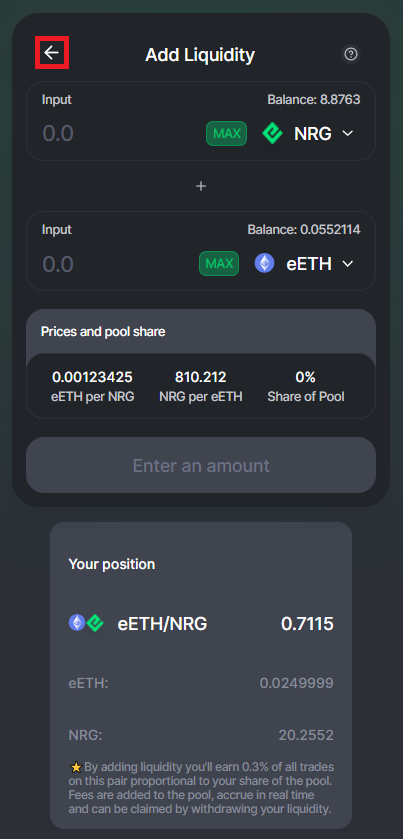 Add Liquidity
Input Balance: 8.8763
0.0 MAX NRG
+
Input Balance: 0.0552114
0.0 MAX eETH
Prices and pool share
0.00123425 810.212 0%
eETH per NRG NRG per eETH Share of Pool
Enter an amount
Your position
eETH/NRG 0.7115
eETH: 0.0249999
NRG: 20.2552
⭐By adding liquidity you'll earn 0.3% of all trades
on this pair proportional to your share of the pool.
Fees are added to the pool, accrue in real time
and can be claimed by withdrawing your liquidity.